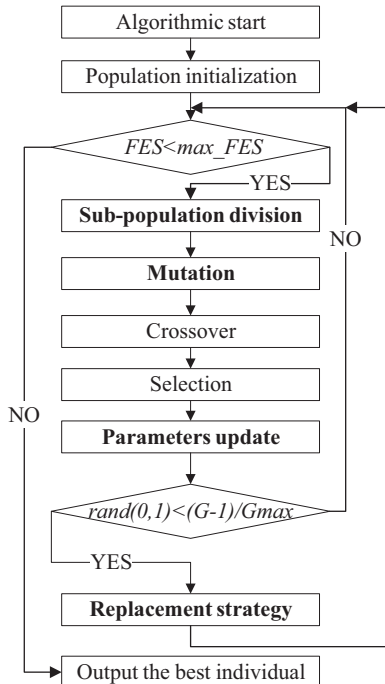 Algorithmic start
Population initialization
FES<max_FES
YES
Sub-population division
NO
Mutation
Crossover
Selection
NO
Parameters update
rand(0,1)<(G-1)/Gmax
YES
Replacement strategy
Output the best individual